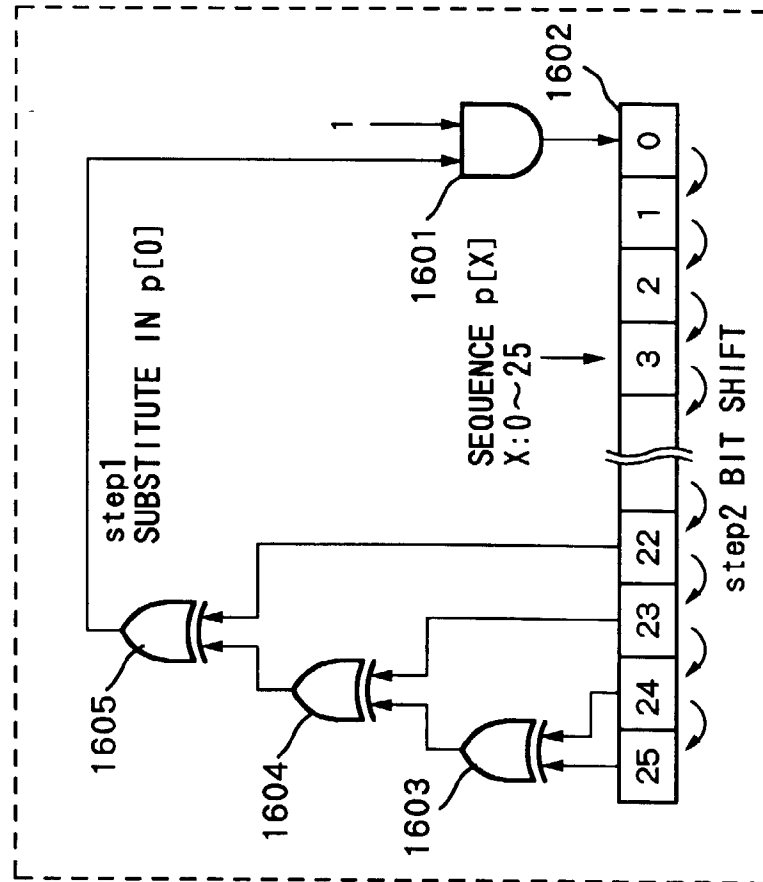 step1
SUBSTITUTE IN p[0]
1605
1604
1603
1
1601
1602
SEQUENCE p[X]
X:0～25
25 24 23 22 3 2 1 0
step2 BIT SHIFT